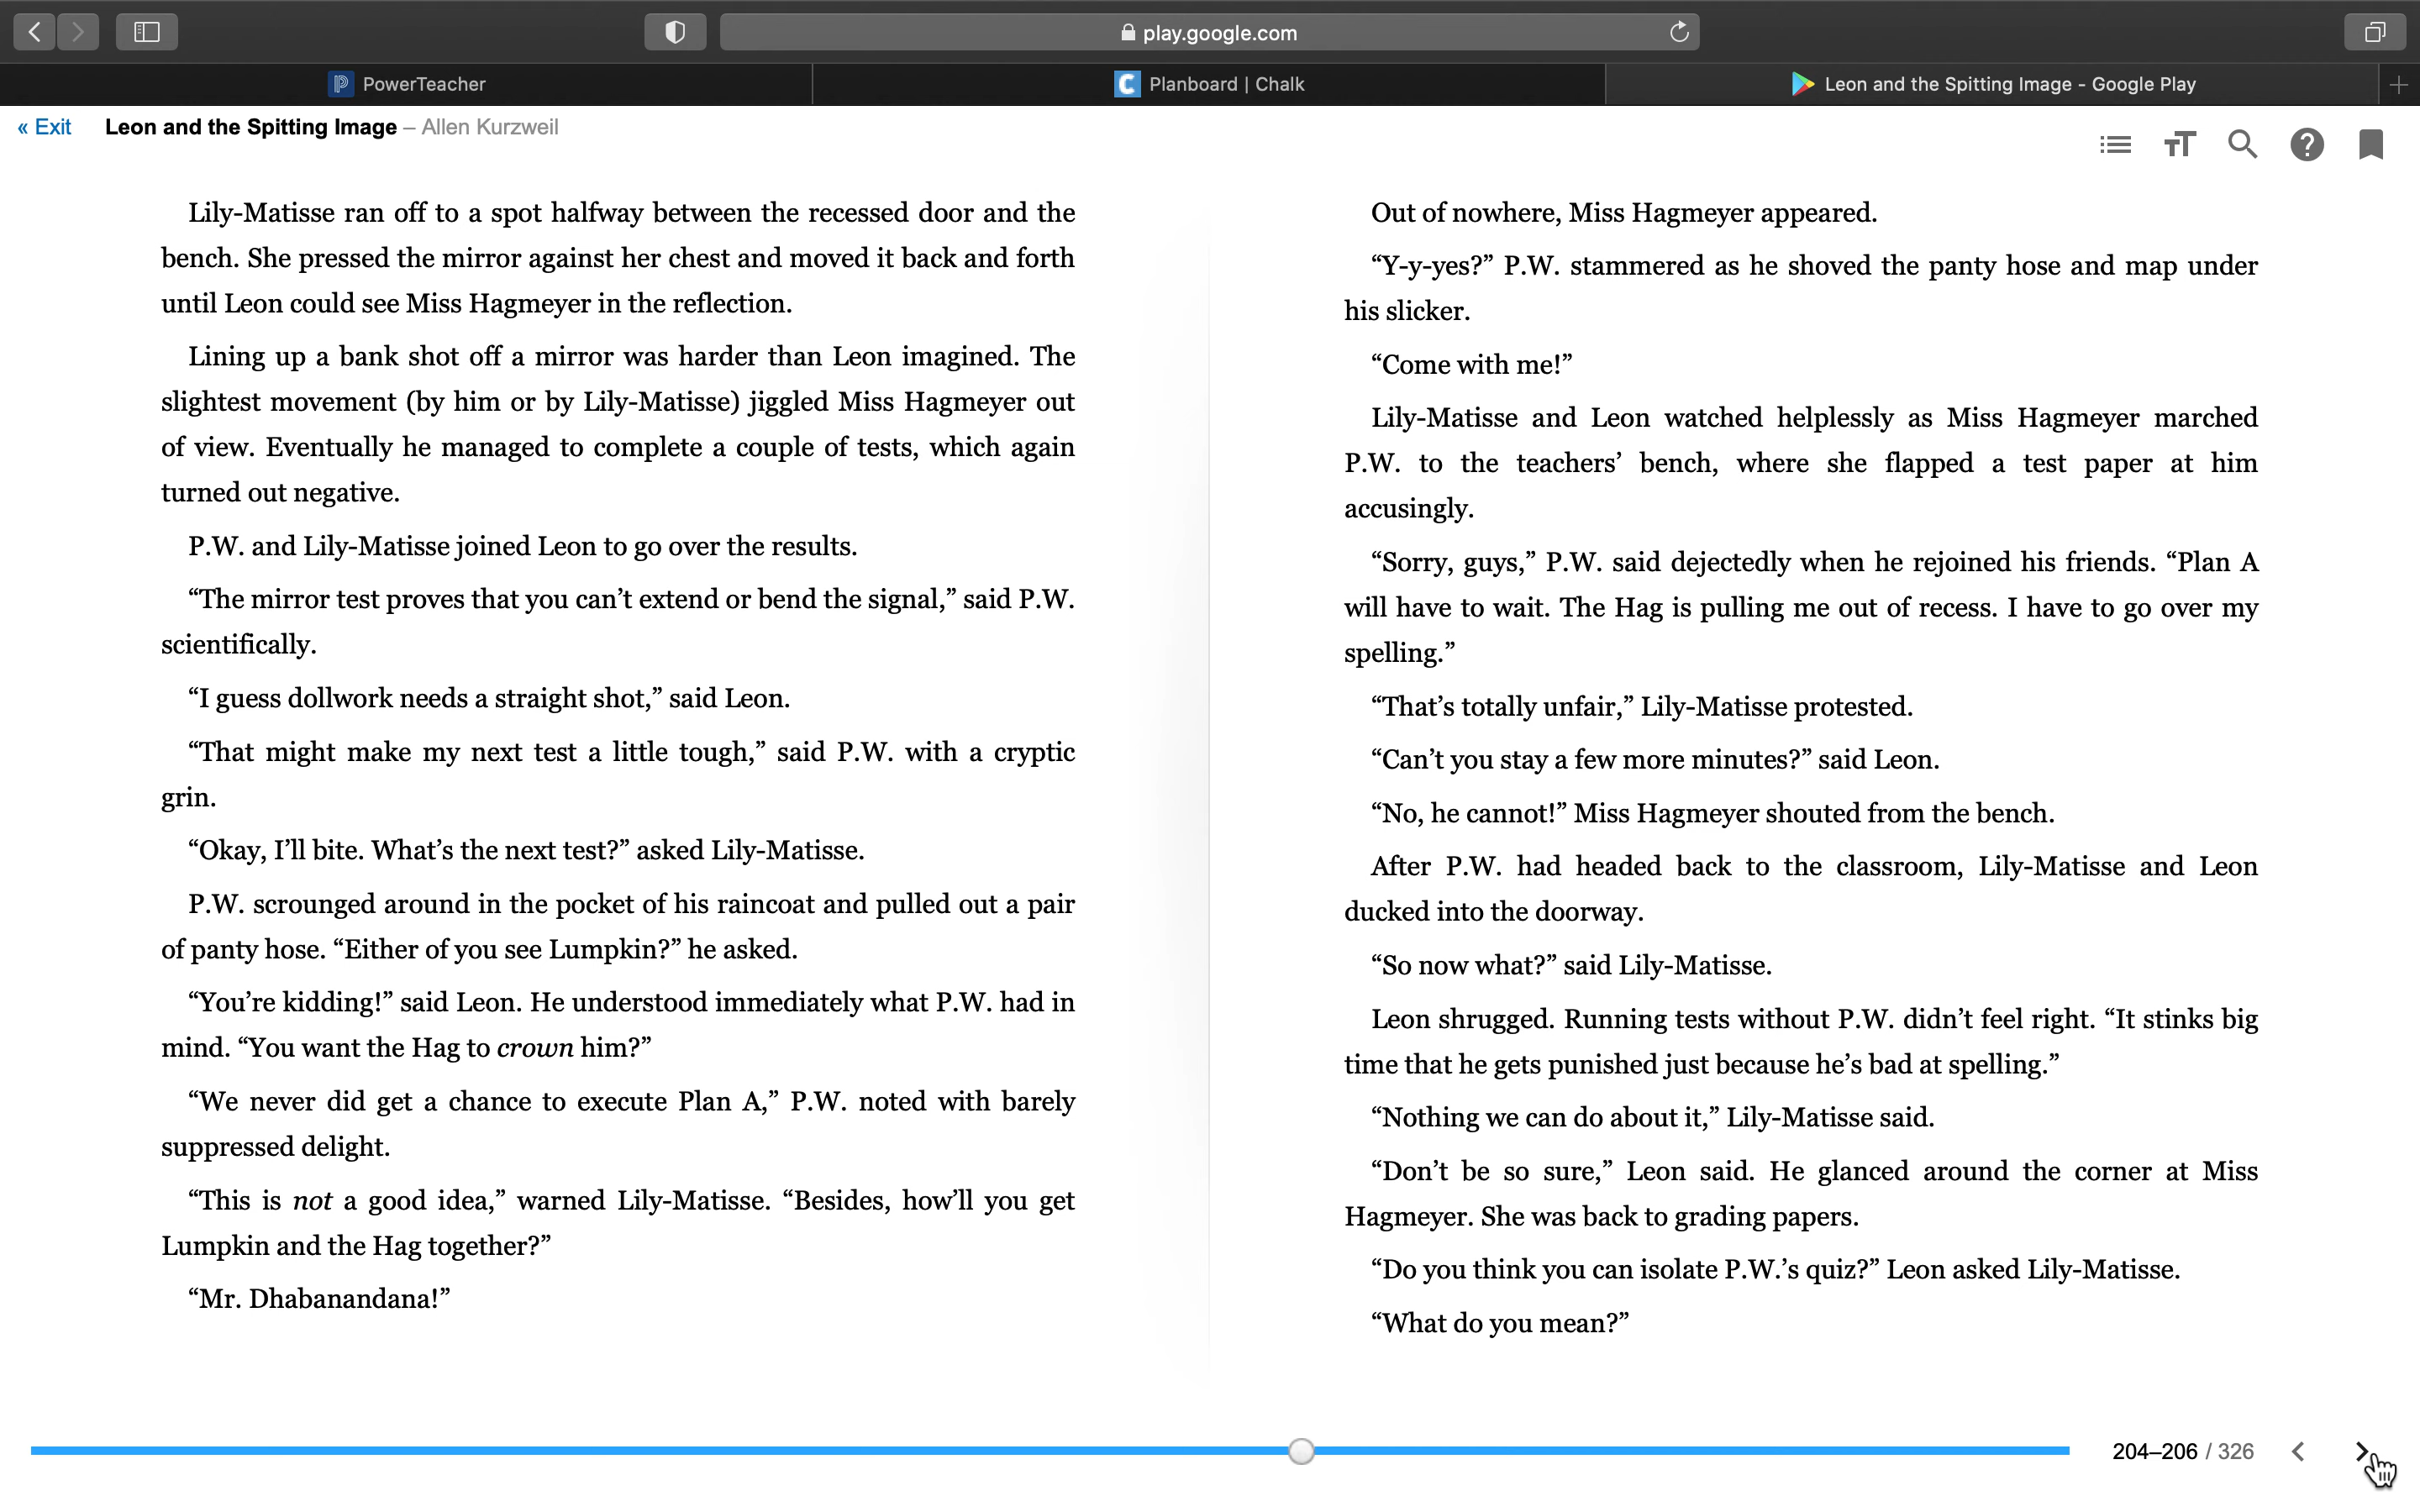 play.google.com
PowerTeacher
Planboard | Chalk
Leon and the Spitting Image - Google Play
« Exit Leon and the Spitting Image – Allen Kurzweil
Lily-Matisse ran off to a spot halfway between the recessed door and the
bench. She pressed the mirror against her chest and moved it back and forth
until Leon could see Miss Hagmeyer in the reflection.
Lining up a bank shot off a mirror was harder than Leon imagined. The
slightest movement (by him or by Lily-Matisse) jiggled Miss Hagmeyer out
of view. Eventually he managed to complete a couple of tests, which again
turned out negative.
P.W. and Lily-Matisse joined Leon to go over the results.
“The mirror test proves that you can’t extend or bend the signal,” said P.W.
scientifically.
“I guess dollwork needs a straight shot,” said Leon.
“That might make my next test a little tough,” said P.W. with a cryptic
grin.
“Okay, I’ll bite. What’s the next test?” asked Lily-Matisse.
P.W. scrounged around in the pocket of his raincoat and pulled out a pair
of panty hose. “Either of you see Lumpkin?” he asked.
“You’re kidding!” said Leon. He understood immediately what P.W. had in
mind. “You want the Hag to crown him?”
“We never did get a chance to execute Plan A,” P.W. noted with barely
suppressed delight.
“This is not a good idea,” warned Lily-Matisse. “Besides, how’ll you get
Lumpkin and the Hag together?”
“Mr. Dhabanandana!”
Out of nowhere, Miss Hagmeyer appeared.
“Y-y-yes?” P.W. stammered as he shoved the panty hose and map under
his slicker.
“Come with me!”
Lily-Matisse and Leon watched helplessly as Miss Hagmeyer marched
P.W. to the teachers’ bench, where she flapped a test paper at him
accusingly.
“Sorry, guys,” P.W. said dejectedly when he rejoined his friends. “Plan A
will have to wait. The Hag is pulling me out of recess. I have to go over my
spelling.”
“That’s totally unfair,” Lily-Matisse protested.
“Can’t you stay a few more minutes?” said Leon.
“No, he cannot!” Miss Hagmeyer shouted from the bench.
After P.W. had headed back to the classroom, Lily-Matisse and Leon
ducked into the doorway.
“So now what?” said Lily-Matisse.
Leon shrugged. Running tests without P.W. didn’t feel right. “It stinks big
time that he gets punished just because he’s bad at spelling.”
“Nothing we can do about it,” Lily-Matisse said.
“Don’t be so sure,” Leon said. He glanced around the corner at Miss
Hagmeyer. She was back to grading papers.
“Do you think you can isolate P.W.’s quiz?” Leon asked Lily-Matisse.
“What do you mean?”
204–206 / 326